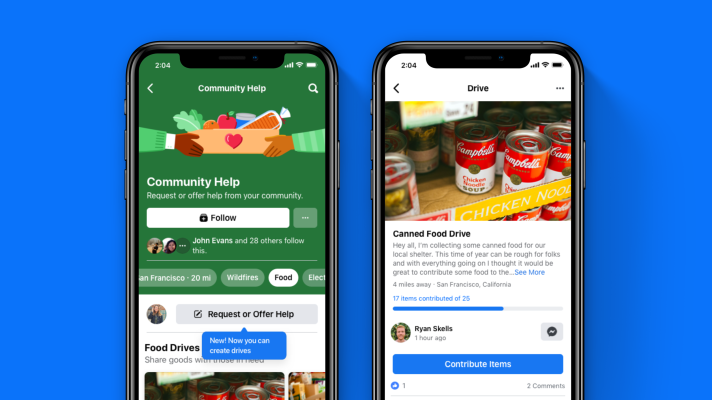 2:04
Community Help
Community Help
Request or offer help from your community.
Follow
John Evans and 28 others follow
this.
an Francisco · 20 mi
Wildfires
Food
Elect
Request or Offer Help
New! Now you can
create drives
Food Drives
Share goods with those in need
2:04
Drive
Campbell's
CHICKEN
NOODLE
SOUP
Campbell's
Cam
CHICKEN NOOD
Canned Food Drive
Hey all, I'm collecting some canned food for our
local shelter. This time of year can be rough for folks
and with everything going on I thought it would be
great to contribute some food to the...See More
4 miles away · San Francisco, California
17 items contributed of 25
Ryan Skells
1 hour ago
Contribute Items
1
2 Comments